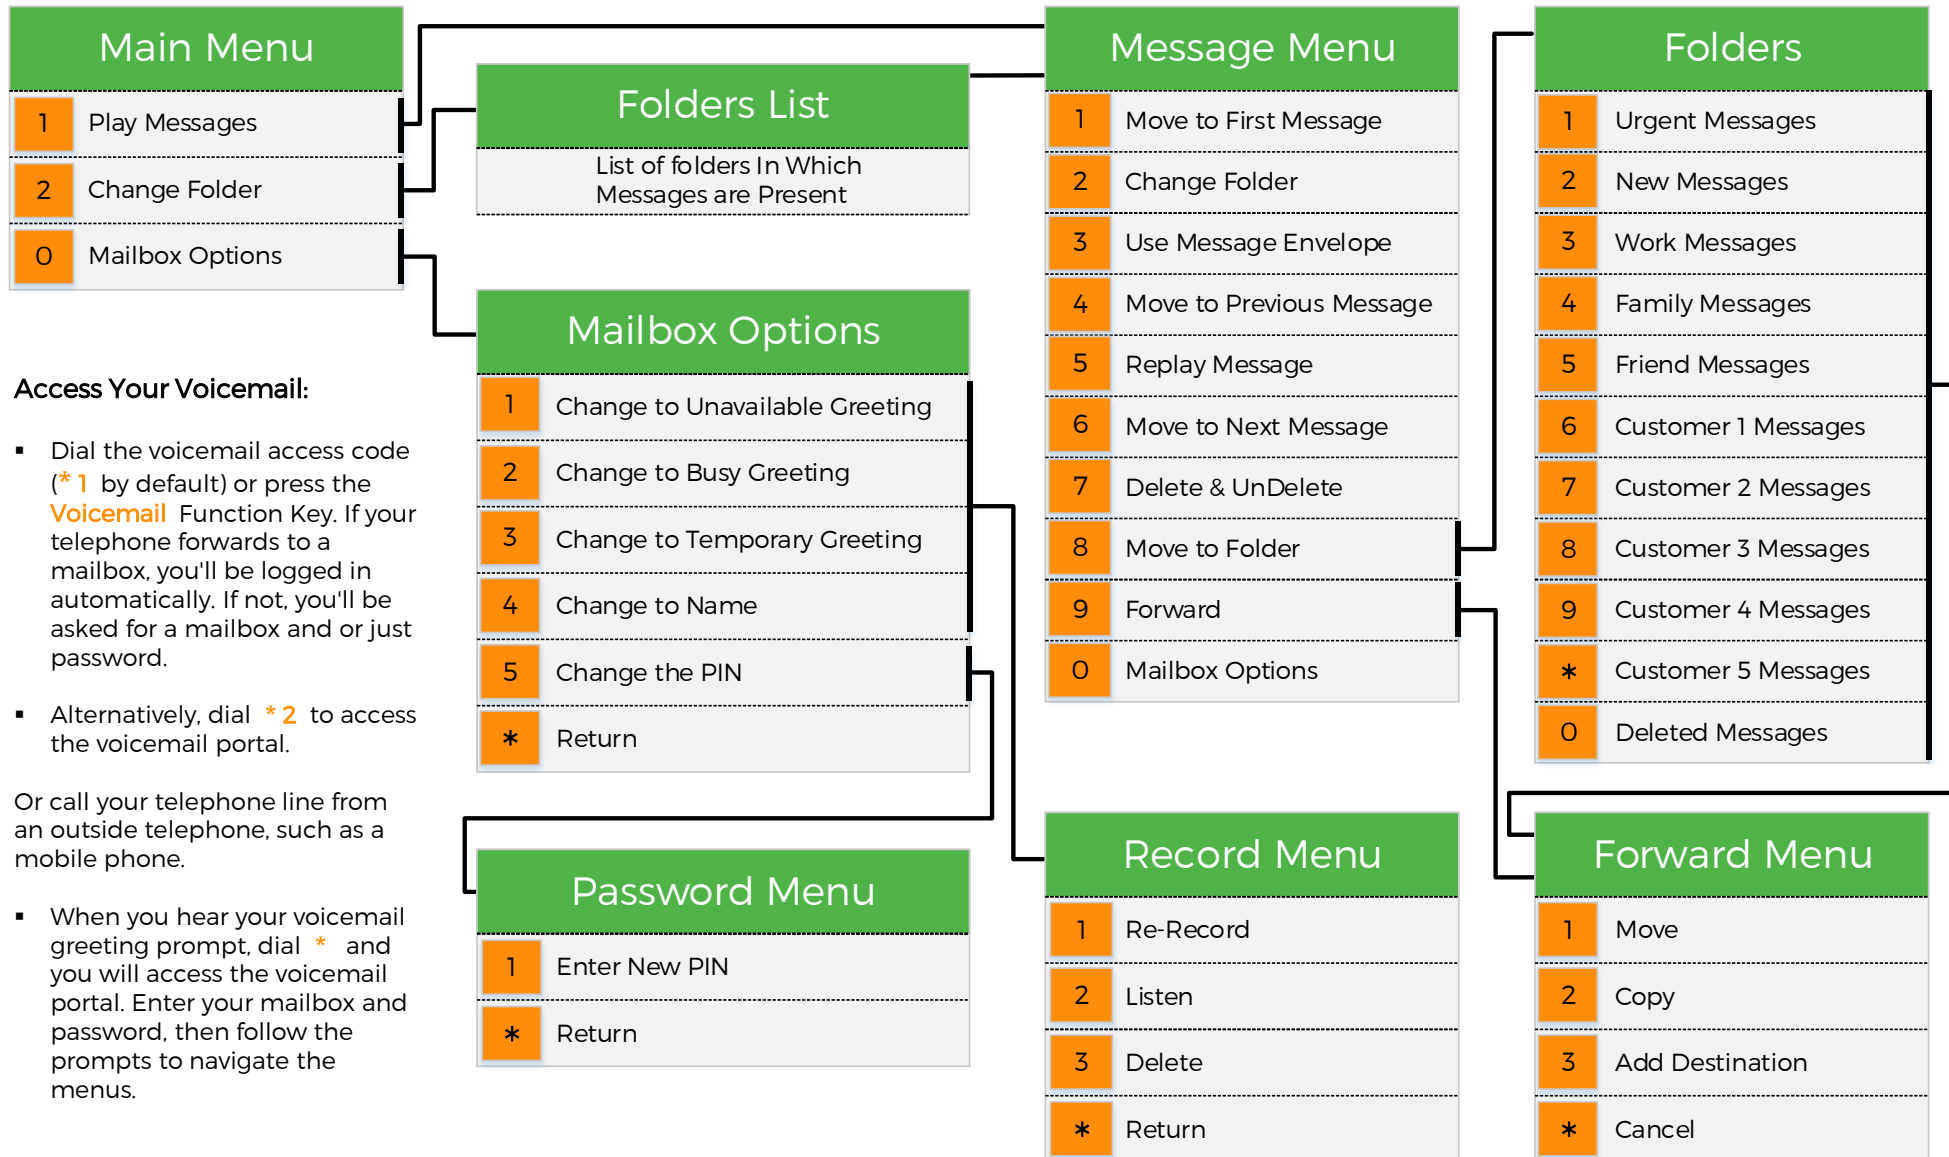 Main Menu
1 Play Messages
2 Change Folder
0 Mailbox Options
Access Your Voicemail:
▪ Dial the voicemail access code
(* 1 by default) or press the
Voicemail Function Key. If your
telephone forwards to a
mailbox, you'll be logged in
automatically. If not, you'll be
asked for a mailbox and or just
password.
▪ Alternatively, dial * 2 to access
the voicemail portal.
Or call your telephone line from
an outside telephone, such as a
mobile phone.
▪ When you hear your voicemail
greeting prompt, dial * and
you will access the voicemail
portal. Enter your mailbox and
password, then follow the
prompts to navigate the
menus.
Folders List
List of folders In Which
Messages are Present
Mailbox Options
1 Change to Unavailable Greeting
2 Change to Busy Greeting
3 Change to Temporary Greeting
4 Change to Name
5 Change the PIN
* Return
Password Menu
1 Enter New PIN
* Return
Message Menu
1 Move to First Message
2 Change Folder
3 Use Message Envelope
4 Move to Previous Message
5 Replay Message
6 Move to Next Message
7 Delete & UnDelete
8 Move to Folder
9 Forward
0 Mailbox Options
Record Menu
1 Re-Record
2 Listen
3 Delete
* Return
Folders
1 Urgent Messages
2 New Messages
3 Work Messages
4 Family Messages
5 Friend Messages
6 Customer 1 Messages
7 Customer 2 Messages
8 Customer 3 Messages
9 Customer 4 Messages
* Customer 5 Messages
0 Deleted Messages
Forward Menu
1 Move
2 Copy
3 Add Destination
* Cancel